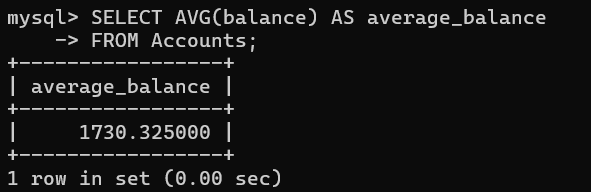 mysql> SELECT AVG(balance) AS average_balance
    -> FROM Accounts;
+-----------------+
| average_balance |
+-----------------+
|     1730.325000 |
+-----------------+
1 row in set (0.00 sec)